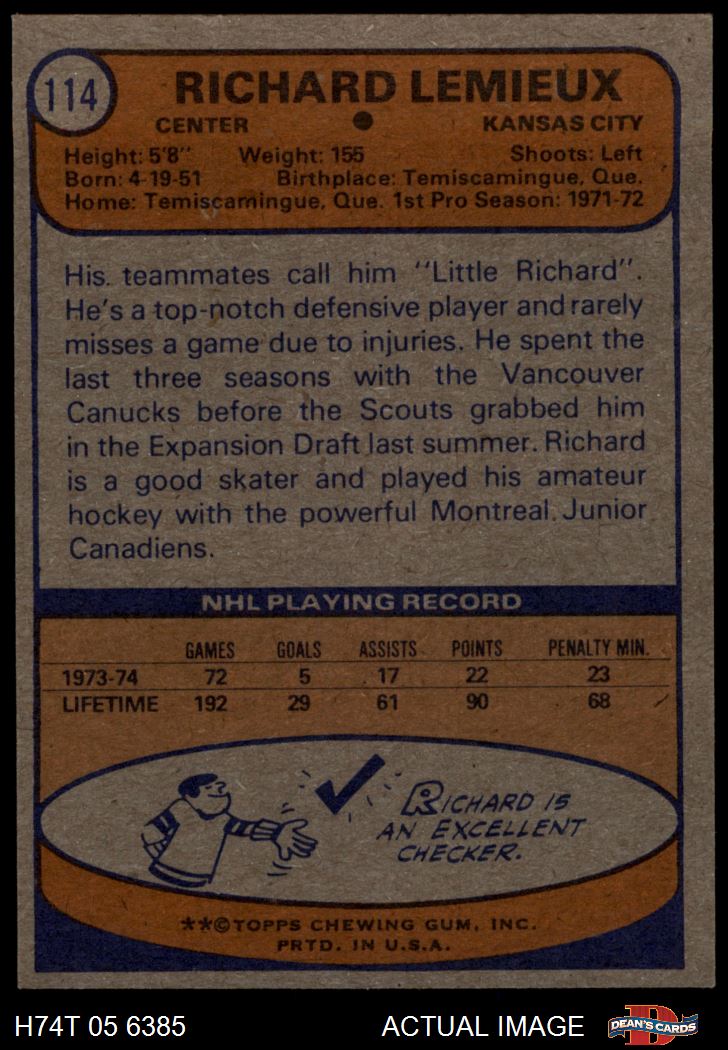 114
RICHARD LEMIEUX
CENTER ● KANSAS CITY
Height: 5'8" Weight: 155 Shoots: Left
Born: 4-19-51 Birthplace: Temiscamingue, Que.
Home: Temiscamingue, Que. 1st Pro Season: 1971-72
His. teammates call him "Little Richard".
He's a top-notch defensive player and rarely
misses a game due to injuries. He spent the
last three seasons with the Vancouver
Canucks before the Scouts grabbed him
in the Expansion Draft last summer. Richard
is a good skater and played his amateur
hockey with the powerful Montreal Junior
Canadiens.
NHL PLAYING RECORD
GAMES GOALS ASSISTS POINTS PENALTY MIN.
1973-74 72 5 17 22 23
LIFETIME 192 29 61 90 68
RICHARD IS
AN EXCELLENT
CHECKER.
**©TOPPS CHEWING GUM, INC.
PRTD. IN U.S.A.
H74T 05 6385 ACTUAL IMAGE D DEAN'S CARDS